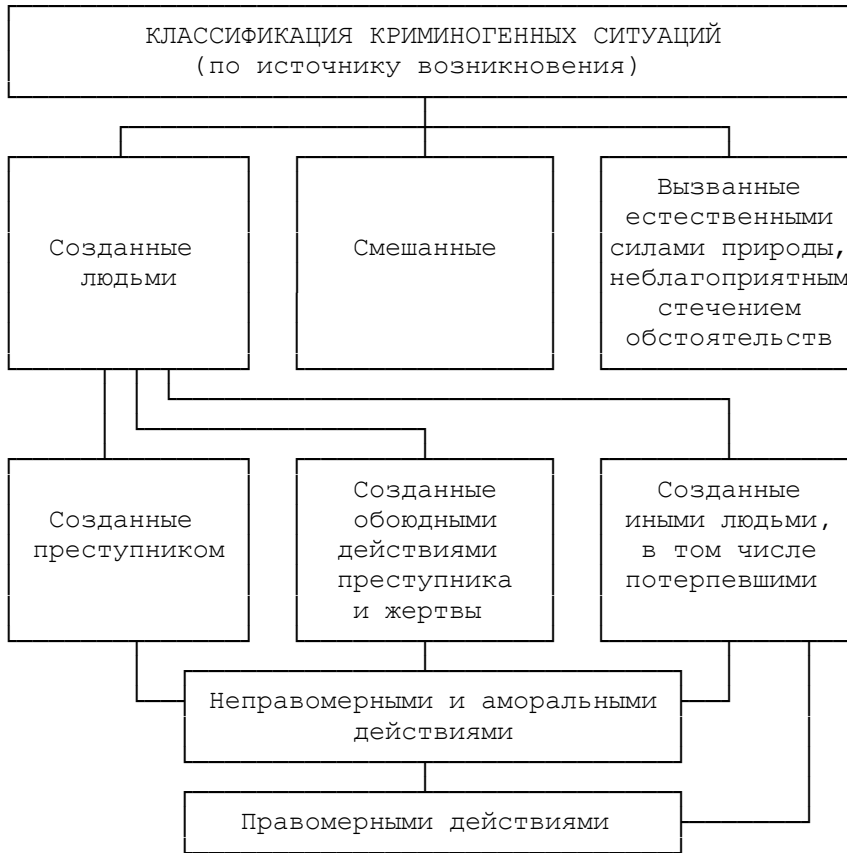 КЛАССИФИКАЦИЯ КРИМИНОГЕННЫХ СИТУАЦИЙ
(по источнику возникновения)
Созданные
людьми
Смешанные
Вызванные
естественными
силами природы,
неблагоприятным
стечением
обстоятельств
Созданные
преступником
Созданные
обоюдными
действиями
преступника
и жертвы
Созданные
иными людьми,
в том числе
потерпевшими
Неправомерными и аморальными
действиями
Правомерными действиями